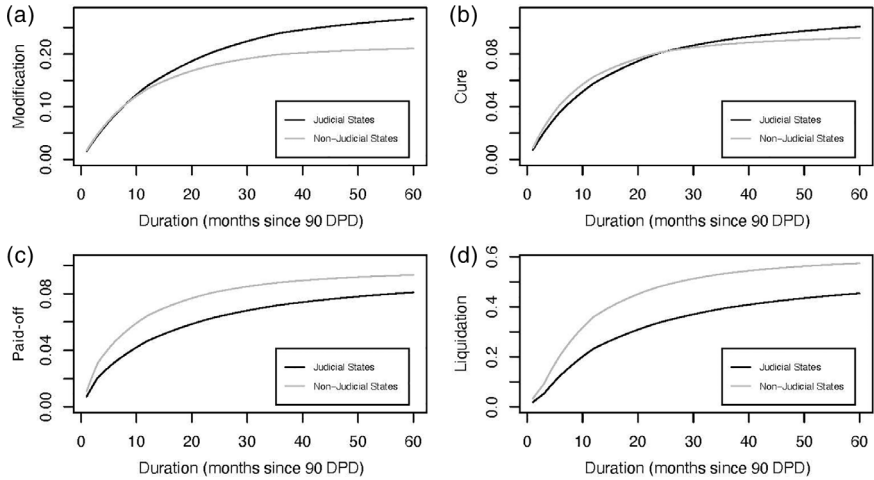 (a)
Modification
0.00
0.10
0.20
Judicial States
Non-Judicial States
0
10
20
30
40
50
60
Duration (months since 90 DPD)
(b)
Cure
0.00
0.04
0.08
Judicial States
Non-Judicial States
0
10
20
30
40
50
60
Duration (months since 90 DPD)
(c)
Paid-off
0.00
0.04
0.08
Judicial States
Non-Judicial States
0
10
20
30
40
50
60
Duration (months since 90 DPD)
(d)
Liquidation
0.0
0.2
0.4
0.6
Judicial States
Non-Judicial States
0
10
20
30
40
50
60
Duration (months since 90 DPD)